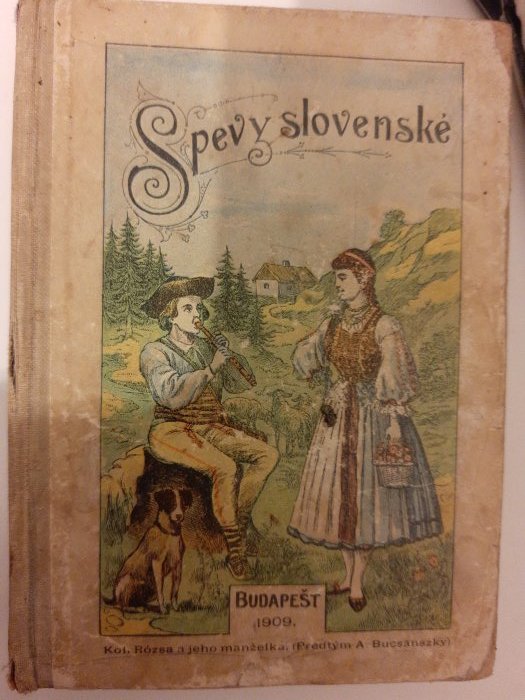 Spevy slovenské
BUDAPEŠT
1909.
Kol. Rózsa a jeho manželka. (Predtým A Bucsánszky)